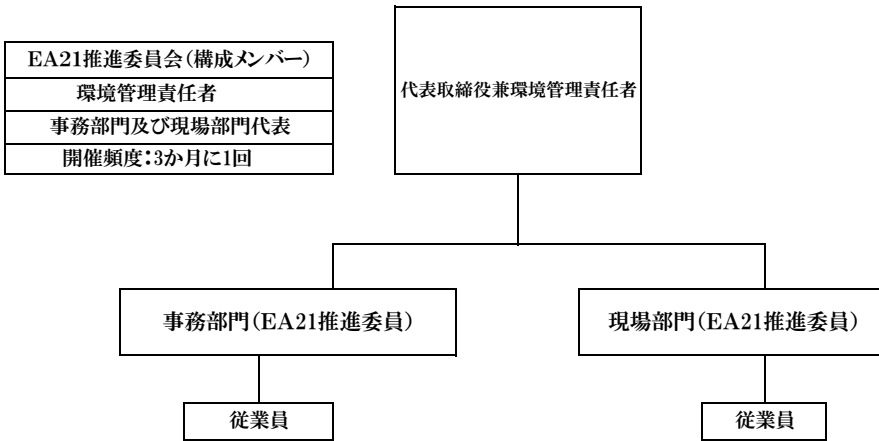 EA21推進委員会(構成メンバー)
環境管理責任者
事務部門及び現場部門代表
開催頻度:3か月に1回
代表取締役兼環境管理責任者
事務部門(EA21推進委員)
現場部門(EA21推進委員)
従業員
従業員